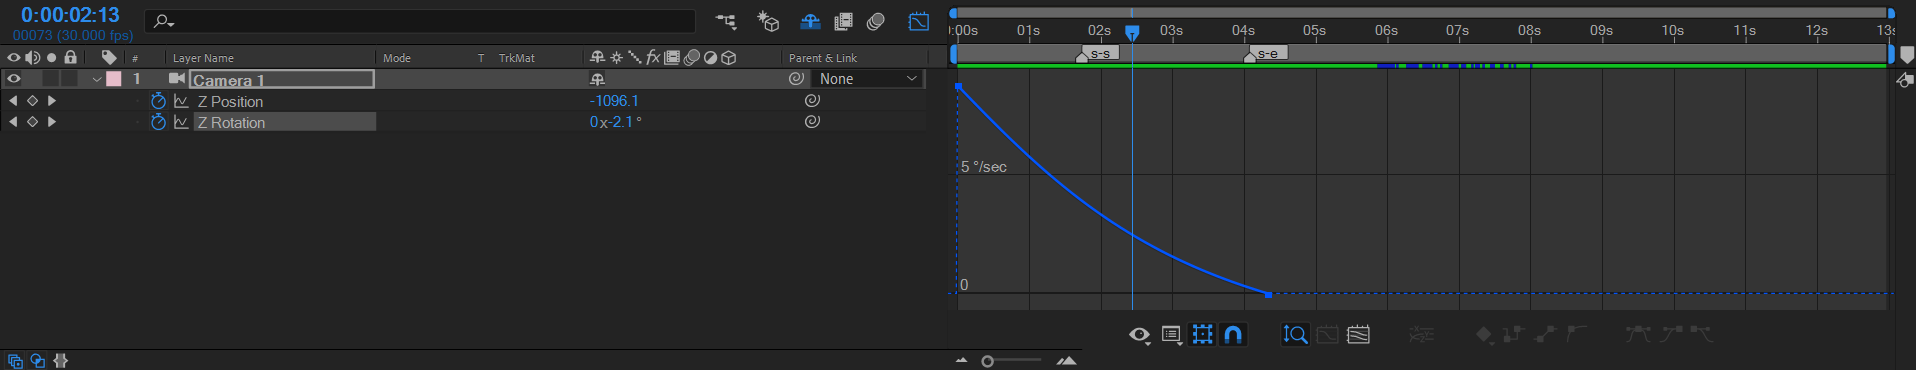 0:00:02:13
00073 (30.000 fps)
# Layer Name Mode T TrkMat Parent & Link
1 Camera 1 None
Z Position -1096.1
Z Rotation 0x-2.1°
:00s 01s 02s 03s 04s 05s 06s 07s 08s 09s 10s 11s 12s 13s
s-s s-e
5 °/sec
0